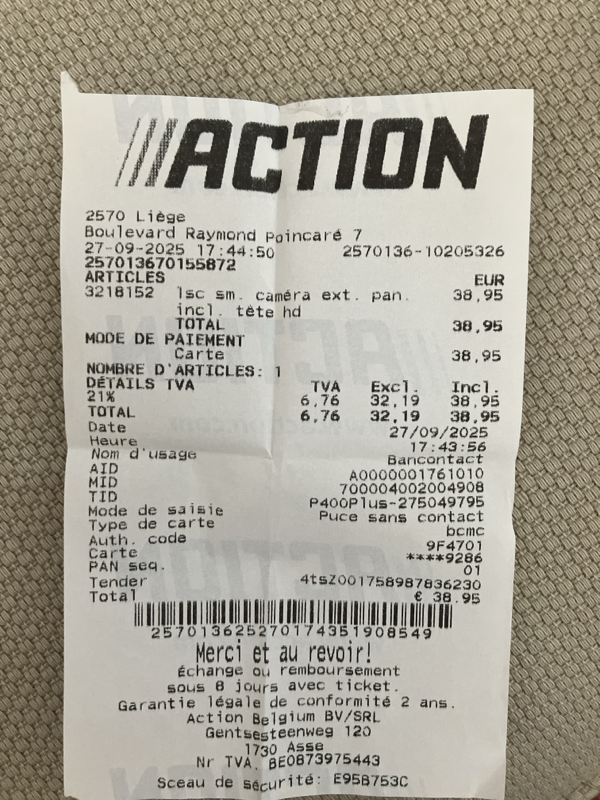 ACTION
2570 Liège
Boulevard Raymond Poincaré 7
27-09-2025 17:44:50 2570136-10205326
257013670155872
ARTICLES EUR
3218152 lsc sm. caméra ext. pan. 38,95
incl. tête hd
TOTAL 38,95
MODE DE PAIEMENT
Carte 38,95
NOMBRE D'ARTICLES: 1
DÉTAILS TVA TVA Excl. Incl.
21% 6,76 32,19 38,95
TOTAL 6,76 32,19 38,95
Date 27/09/2025
Heure 17:43:56
Nom d'usage Bancontact
AID A0000001761010
MID 700004002004908
TID P400Plus-275049795
Mode de saisie Puce sans contact
Type de carte bcmc
Auth. code 9F4701
Carte ****9286
PAN seq. 01
Tender 4tsZ001758987836230
Total € 38.95
257013625270174351908549
Merci et au revoir!
Échange ou remboursement
sous 8 jours avec ticket.
Garantie légale de conformité 2 ans.
Action Belgium BV/SRL
Gentsesteenweg 120
1730 Asse
Nr TVA. BE0873975443
Sceau de sécurité: E95B753C